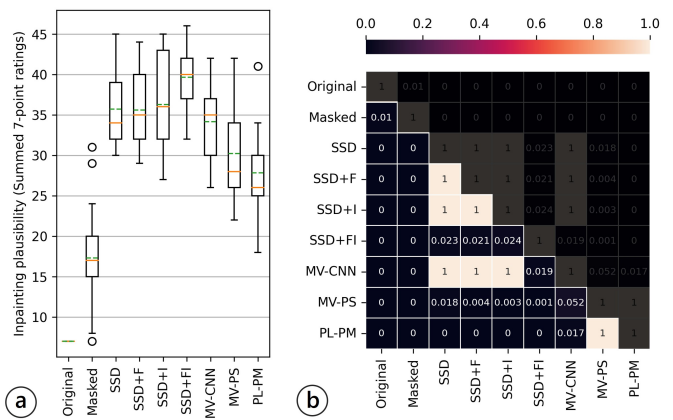 Inpainting plausibility (Summed 7-point ratings)
45
40
35
30
25
20
15
10
Original
Masked
SSD
SSD+F
SSD+I
SSD+FI
MV-CNN
MV-PS
PL-PM
a
0.0 0.2 0.4 0.6 0.8 1.0
Original 1 0.01 0 0 0 0 0 0 0
Masked 0.01 1 0 0 0 0 0 0 0
SSD 0 0 1 1 1 0.023 1 0.018 0
SSD+F 0 0 1 1 1 0.021 1 0.004 0
SSD+I 0 0 1 1 1 0.024 1 0.003 0
SSD+FI 0 0 0.023 0.021 0.024 1 0.019 0.001 0
MV-CNN 0 0 1 1 1 0.019 1 0.052 0.017
MV-PS 0 0 0.018 0.004 0.003 0.001 0.052 1 1
PL-PM 0 0 0 0 0 0 0.017 1 1
Original
Masked
SSD
SSD+F
SSD+I
SSD+FI
MV-CNN
MV-PS
PL-PM
b